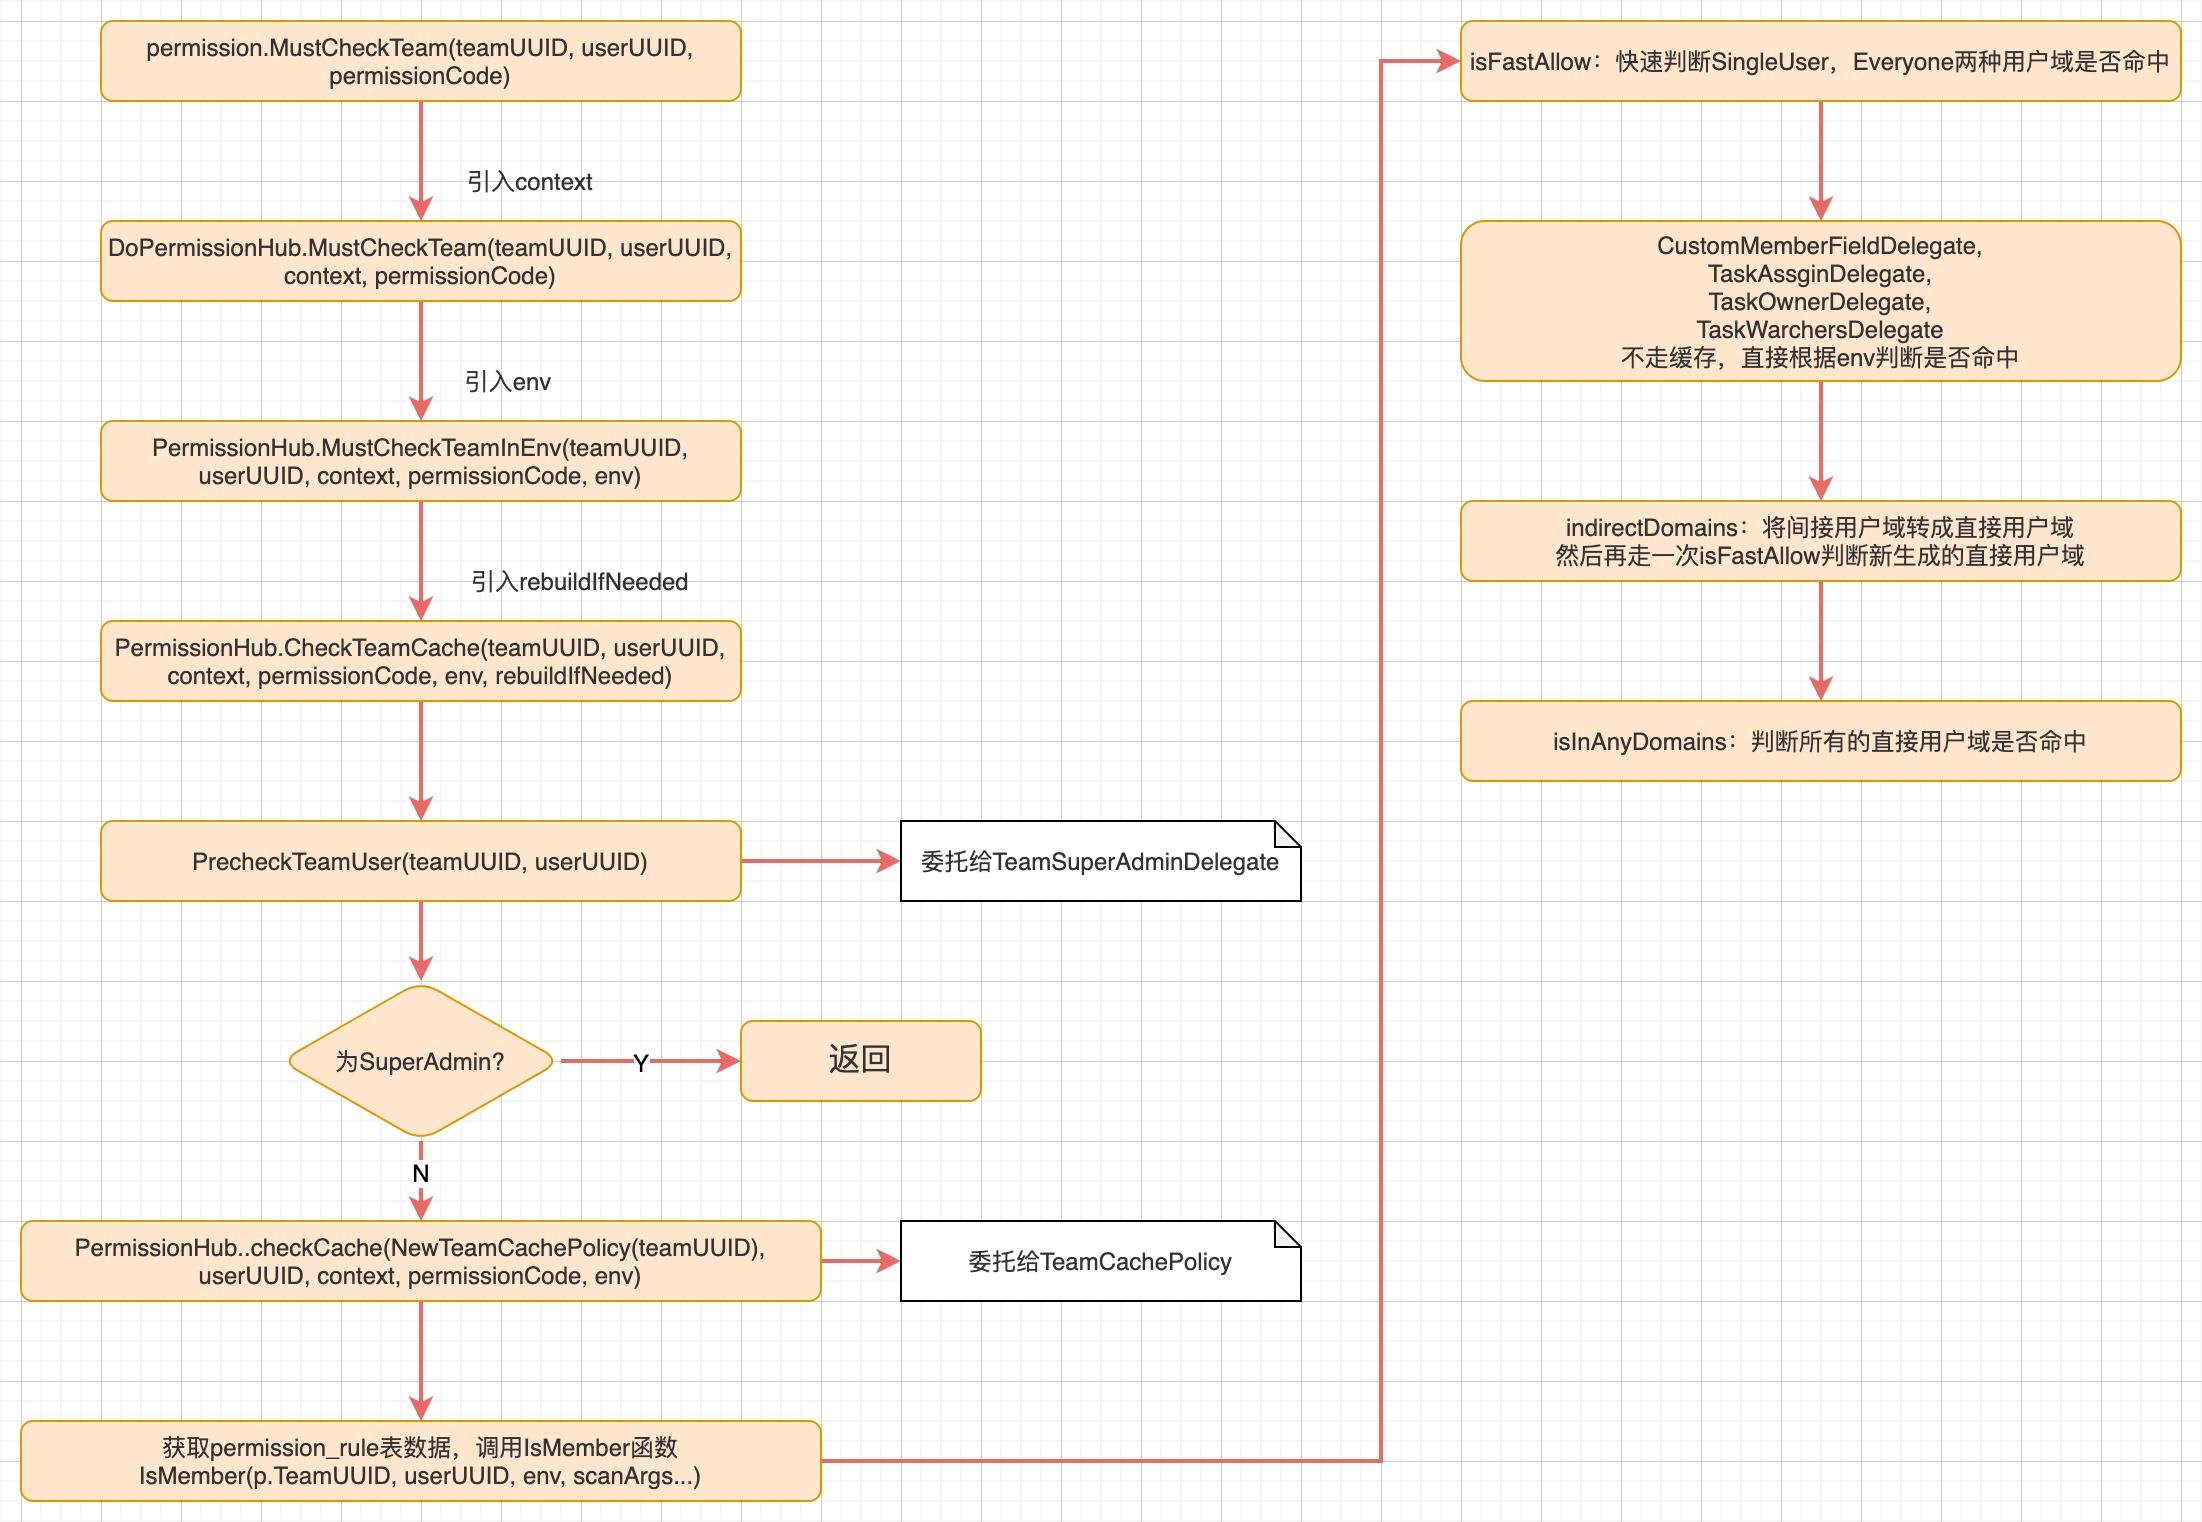 permission.MustCheckTeam(teamUUID, userUUID,
permissionCode)
引入context
DoPermissionHub.MustCheckTeam(teamUUID, userUUID,
context, permissionCode)
引入env
PermissionHub.MustCheckTeamInEnv(teamUUID,
userUUID, context, permissionCode, env)
引入rebuildIfNeeded
PermissionHub.CheckTeamCache(teamUUID, userUUID,
context, permissionCode, env, rebuildIfNeeded)
PrecheckTeamUser(teamUUID, userUUID)
委托给TeamSuperAdminDelegate
为SuperAdmin?
Y
返回
N
PermissionHub..checkCache(NewTeamCachePolicy(teamUUID),
userUUID, context, permissionCode, env)
委托给TeamCachePolicy
获取permission_rule表数据，调用IsMember函数
IsMember(p.TeamUUID, userUUID, env, scanArgs...)
isFastAllow：快速判断SingleUser，Everyone两种用户域是否命中
CustomMemberFieldDelegate,
TaskAssginDelegate,
TaskOwnerDelegate,
TaskWarchersDelegate
不走缓存，直接根据env判断是否命中
indirectDomains：将间接用户域转成直接用户域
然后再走一次isFastAllow判断新生成的直接用户域
isInAnyDomains：判断所有的直接用户域是否命中